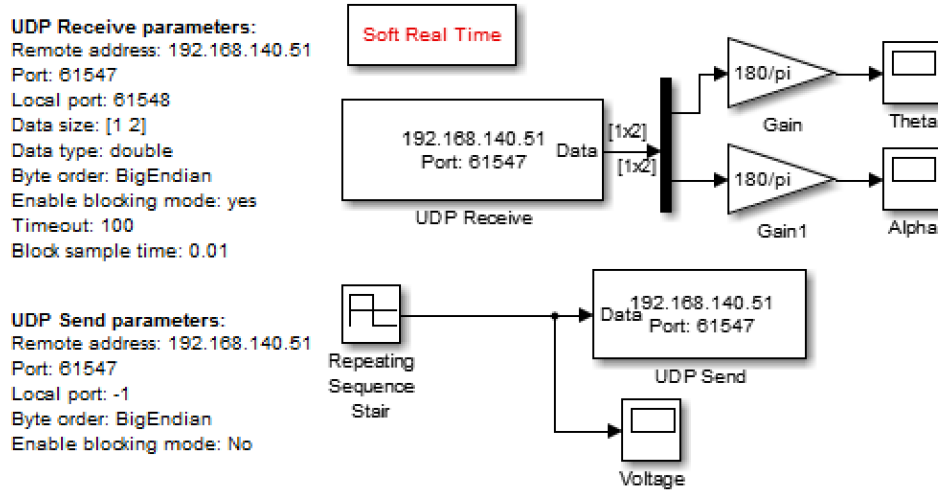 UDP Receive parameters:
Remote address: 192.168.140.51
Port: 61547
Local port: 61548
Data size: [1 2]
Data type: double
Byte order: BigEndian
Enable blocking mode: yes
Timeout: 100
Block sample time: 0.01
UDP Send parameters:
Remote address: 192.168.140.51
Port: 61547
Local port: -1
Byte order: BigEndian
Enable blocking mode: No
Soft Real Time
192.168.140.51
Port: 61547
Data
UDP Receive
[1x2]
[1x2]
180/pi
Gain
Theta
180/pi
Gain1
Alpha
Repeating
Sequence
Stair
Data
192.168.140.51
Port: 61547
UDP Send
Voltage